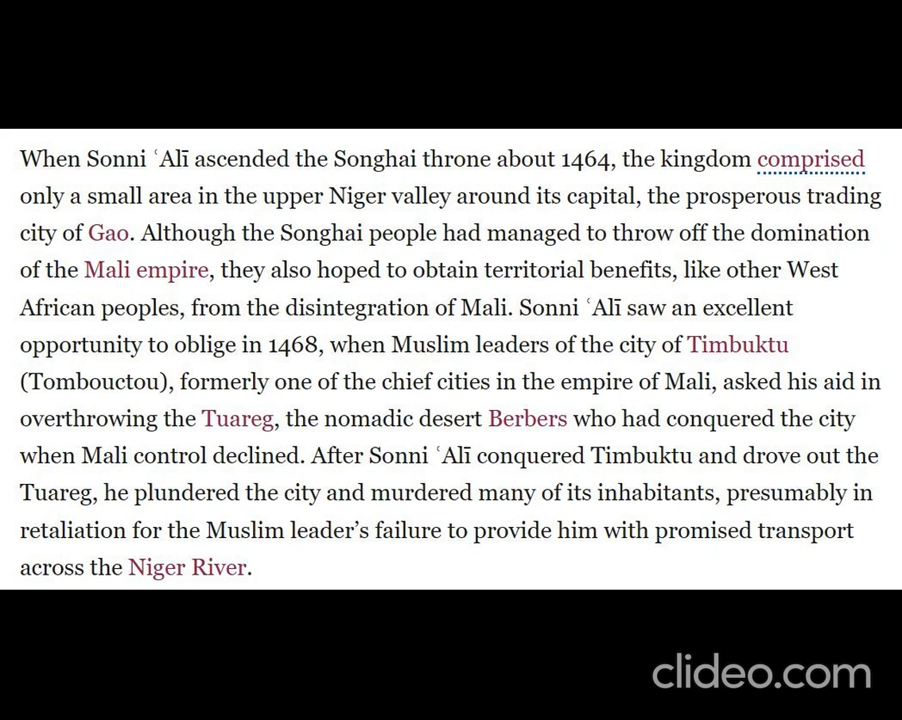 When Sonni ʿAlī ascended the Songhai throne about 1464, the kingdom comprised
only a small area in the upper Niger valley around its capital, the prosperous trading
city of Gao. Although the Songhai people had managed to throw off the domination
of the Mali empire, they also hoped to obtain territorial benefits, like other West
African peoples, from the disintegration of Mali. Sonni ʿAlī saw an excellent
opportunity to oblige in 1468, when Muslim leaders of the city of Timbuktu
(Tombouctou), formerly one of the chief cities in the empire of Mali, asked his aid in
overthrowing the Tuareg, the nomadic desert Berbers who had conquered the city
when Mali control declined. After Sonni ʿAlī conquered Timbuktu and drove out the
Tuareg, he plundered the city and murdered many of its inhabitants, presumably in
retaliation for the Muslim leader’s failure to provide him with promised transport
across the Niger River.
clideo.com